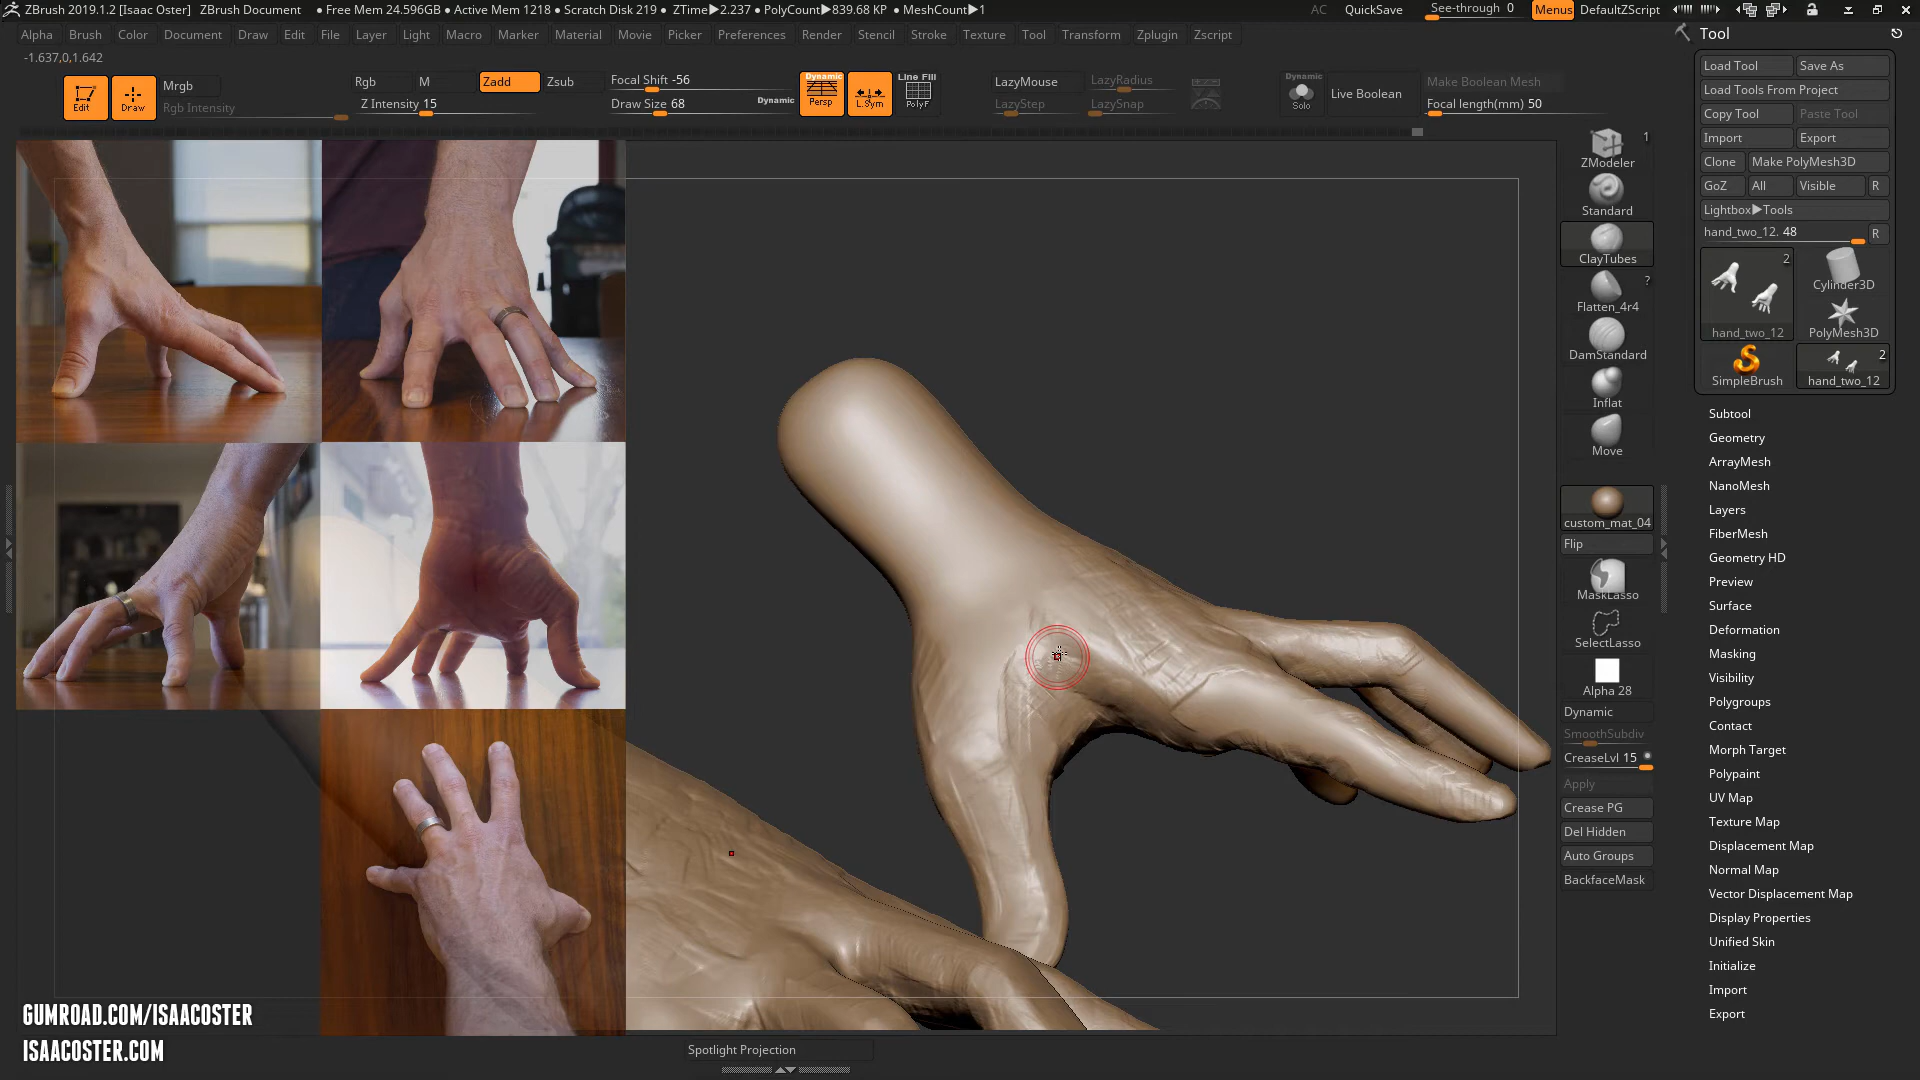 ZBrush 2019.1.2 [Isaac Oster] ZBrush Document • Free Mem 24.596GB • Active Mem 1218 • Scratch Disk 219 • ZTime▶2.237 • PolyCount▶839.68 KP • MeshCount▶1 AC QuickSave See-through 0 Menus DefaultZScript
Alpha Brush Color Document Draw Edit File Layer Light Macro Marker Material Movie Picker Preferences Render Stencil Stroke Texture Tool Transform Zplugin Zscript
-1.637,0,1.642
Edit Draw Mrgb Rgb M Zadd Zsub Focal Shift -56 Dynamic Persp L.Sym Line Fill PolyF LazyMouse LazyRadius Dynamic Solo Live Boolean Make Boolean Mesh
Rgb Intensity Z Intensity 15 Draw Size 68 Dynamic LazyStep LazySnap Focal length(mm) 50
1
ZModeler
Standard
ClayTubes
?
Flatten_4r4
DamStandard
Inflat
Move
custom_mat_04
Flip
MaskLasso
SelectLasso
Alpha 28
Dynamic
SmoothSubdiv
CreaseLvl 15
Apply
Crease PG
Del Hidden
Auto Groups
BackfaceMask
Tool
Load Tool Save As
Load Tools From Project
Copy Tool Paste Tool
Import Export
Clone Make PolyMesh3D
GoZ All Visible R
Lightbox▶Tools
hand_two_12. 48 R
2
Cylinder3D
hand_two_12 PolyMesh3D
2
SimpleBrush hand_two_12
Subtool
Geometry
ArrayMesh
NanoMesh
Layers
FiberMesh
Geometry HD
Preview
Surface
Deformation
Masking
Visibility
Polygroups
Contact
Morph Target
Polypaint
UV Map
Texture Map
Displacement Map
Normal Map
Vector Displacement Map
Display Properties
Unified Skin
Initialize
Import
Export
GUMROAD.COM/ISAACOSTER
ISAACOSTER.COM
Spotlight Projection